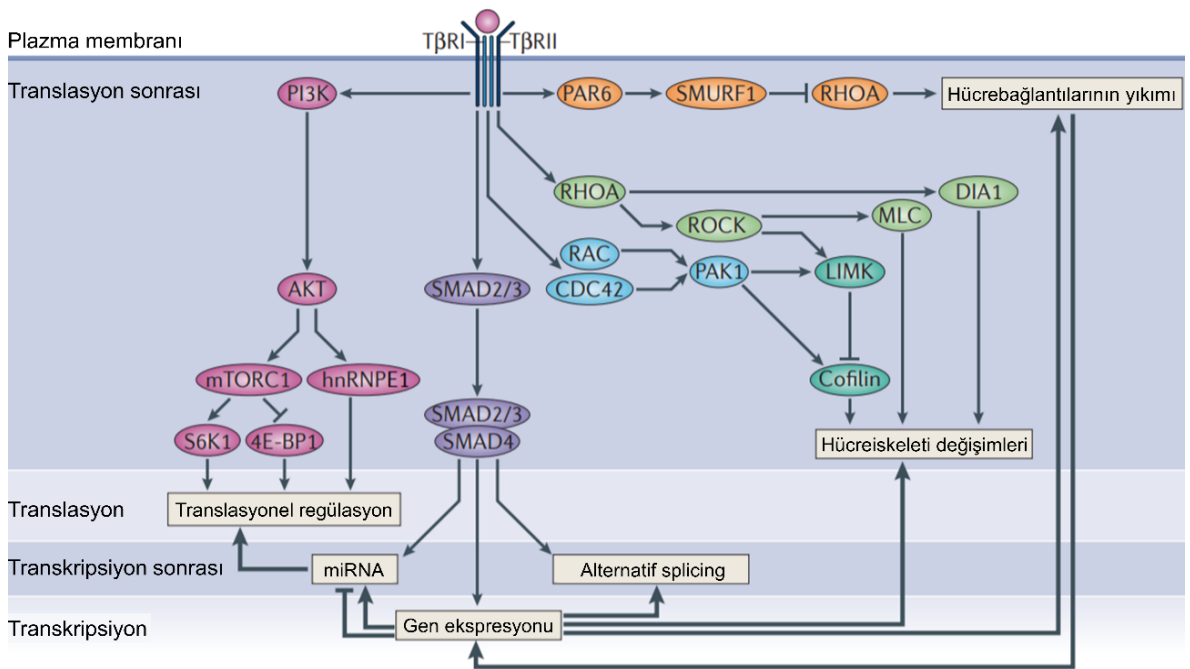 Plazma membranı
TβRI
TβRII
Translasyon sonrası
PI3K
PAR6
SMURF1
RHOA
Hücrebağlantılarının yıkımı
RHOA
DIA1
ROCK
MLC
RAC
PAK1
LIMK
AKT
SMAD2/3
CDC42
mTORC1
hnRNPE1
Cofilin
SMAD2/3
SMAD4
S6K1
4E-BP1
Hücreiskeleti değişimleri
Translasyon
Translasyonel regülasyon
Transkripsiyon sonrası
miRNA
Alternatif splicing
Transkripsiyon
Gen ekspresyonu